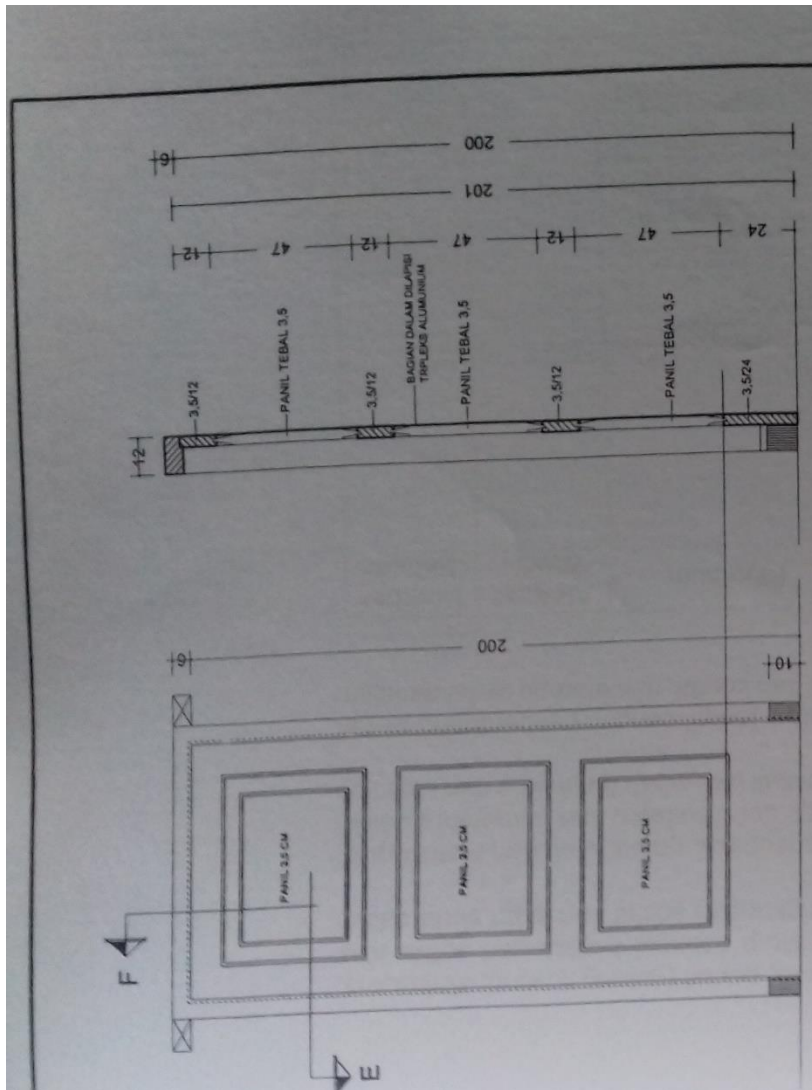 6
200
201
12 47 12 47 12 47 24
3,5/12
PANIL TEBAL 3,5
3,5/12
BAGIAN DALAM DILAPISI
TRPLEKS ALUMUNIUM
PANIL TEBAL 3,5
3,5/12
PANIL TEBAL 3,5
3,5/24
12
6
200
10
PANIL 3,5 CM
PANIL 3,5 CM
PANIL 3,5 CM
F
E